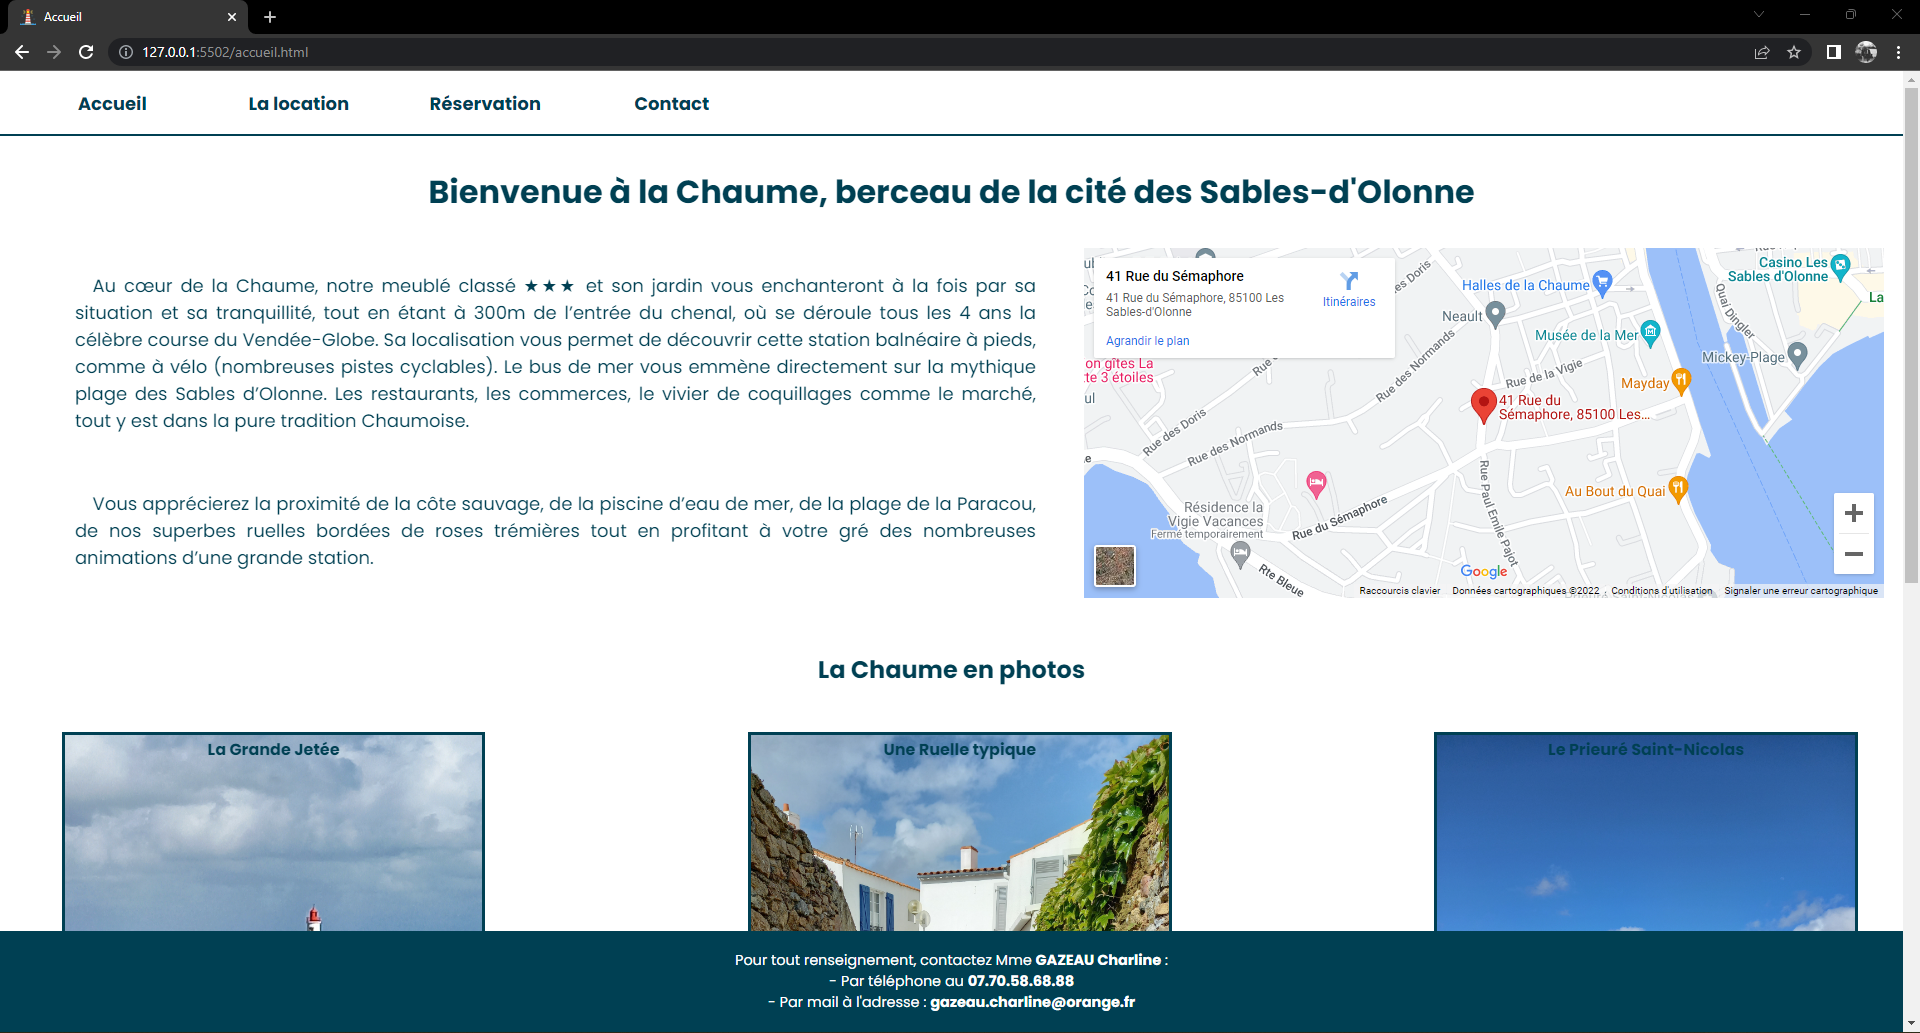 Accueil
127.0.0.1:5502/accueil.html
Accueil La location Réservation Contact
Bienvenue à la Chaume, berceau de la cité des Sables-d'Olonne
Au cœur de la Chaume, notre meublé classé ★★★ et son jardin vous enchanteront à la fois par sa
situation et sa tranquillité, tout en étant à 300m de l’entrée du chenal, où se déroule tous les 4 ans la
célèbre course du Vendée-Globe. Sa localisation vous permet de découvrir cette station balnéaire à pieds,
comme à vélo (nombreuses pistes cyclables). Le bus de mer vous emmène directement sur la mythique
plage des Sables d’Olonne. Les restaurants, les commerces, le vivier de coquillages comme le marché,
tout y est dans la pure tradition Chaumoise.
Vous apprécierez la proximité de la côte sauvage, de la piscine d’eau de mer, de la plage de la Paracou,
de nos superbes ruelles bordées de roses trémières tout en profitant à votre gré des nombreuses
animations d’une grande station.
41 Rue du Sémaphore
41 Rue du Sémaphore, 85100 Les
Sables-d'Olonne
Itinéraires
Agrandir le plan
on gîtes La
te 3 étoiles
ul
es Doris
Halles de la Chaume
Casino Les
Sables d'Olonne
La
Quai Dingler
Neault
Musée de la Mer
Mickey-Plage
Rue des Normands
Rue de la Vigie
Mayday
41 Rue du
Sémaphore, 85100 Les...
Rue des Doris
Rue des Normands
Rue Paul Emile Pajot
Au Bout du Quai
Résidence la
Vigie Vacances
Fermé temporairement
Rue du Sémaphore
Rte Bleue
Google
Raccourcis clavier Données cartographiques ©2022 Conditions d'utilisation Signaler une erreur cartographique
La Chaume en photos
La Grande Jetée
Une Ruelle typique
Le Prieuré Saint-Nicolas
Pour tout renseignement, contactez Mme GAZEAU Charline :
- Par téléphone au 07.70.58.68.88
- Par mail à l'adresse : gazeau.charline@orange.fr